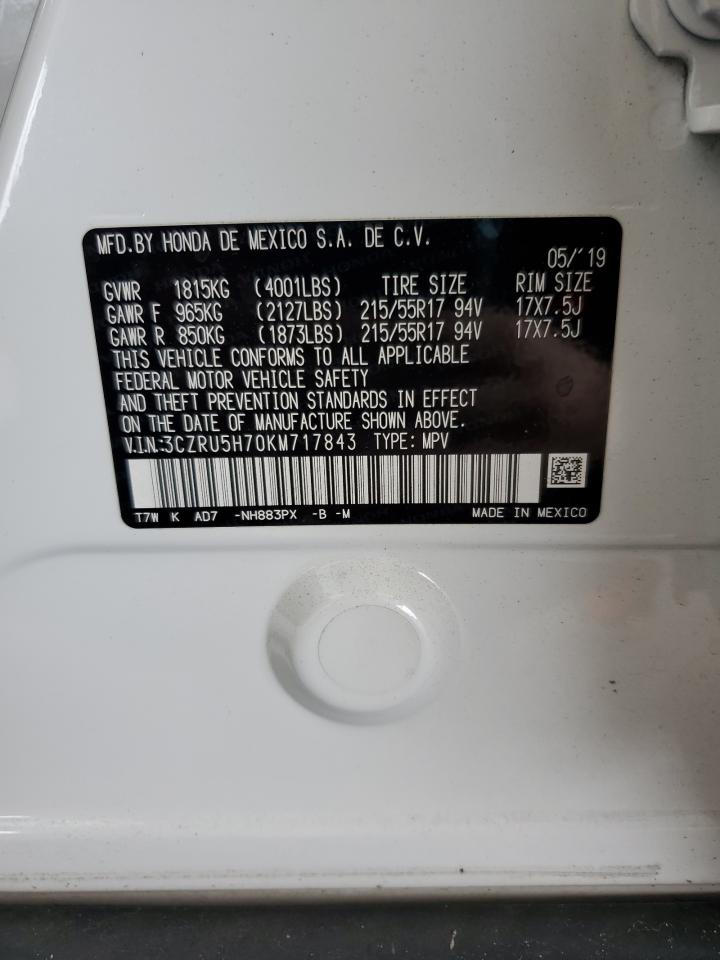 MFD.BY HONDA DE MEXICO S.A. DE C.V.
05/'19
GVWR 1815KG (4001LBS) TIRE SIZE RIM SIZE
GAWR F 965KG (2127LBS) 215/55R17 94V 17X7.5J
GAWR R 850KG (1873LBS) 215/55R17 94V 17X7.5J
THIS VEHICLE CONFORMS TO ALL APPLICABLE
FEDERAL MOTOR VEHICLE SAFETY
AND THEFT PREVENTION STANDARDS IN EFFECT
ON THE DATE OF MANUFACTURE SHOWN ABOVE.
V.I.N:3CZRU5H70KM717843 TYPE: MPV
T7W K AD7 -NH883PX -B -M MADE IN MEXICO